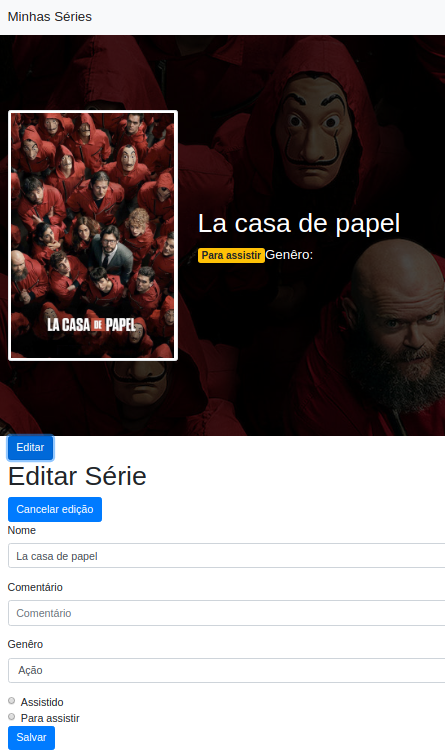 Minhas Séries
LA CASA DE PAPEL
La casa de papel
Para assistir Genêro:
Editar
Editar Série
Cancelar edição
Nome
La casa de papel
Comentário
Comentário
Genêro
Ação
Assistido
Para assistir
Salvar